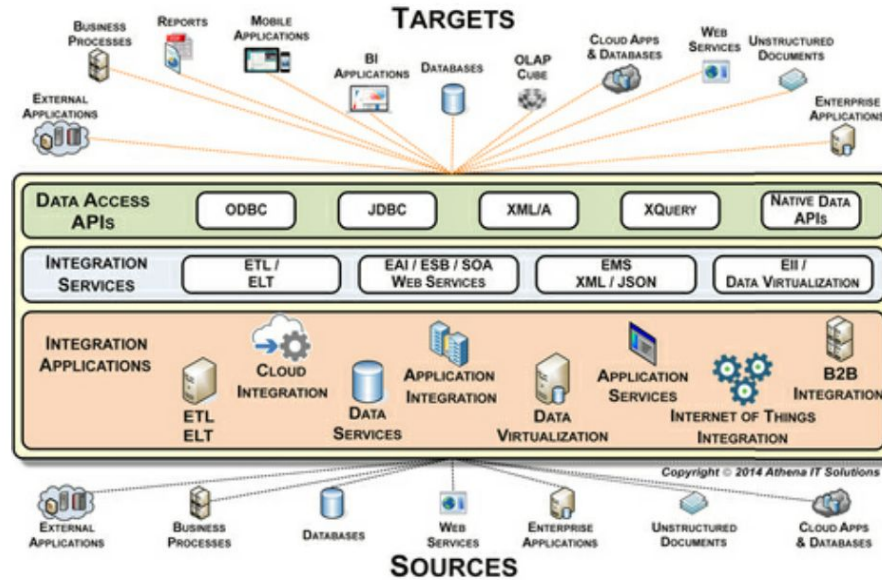 TARGETS
BUSINESS
PROCESSES
REPORTS
MOBILE
APPLICATIONS
BI
APPLICATIONS
DATABASES
OLAP
CUBE
CLOUD APPS
& DATABASES
WEB
SERVICES
UNSTRUCTURED
DOCUMENTS
EXTERNAL
APPLICATIONS
ENTERPRISE
APPLICATIONS
DATA ACCESS
APIS
ODBC
JDBC
XML/A
XQUERY
NATIVE DATA
APIS
INTEGRATION
SERVICES
ETL /
ELT
EAI / ESB / SOA
WEB SERVICES
EMS
XML / JSON
EII /
DATA VIRTUALIZATION
INTEGRATION
APPLICATIONS
ETL
ELT
CLOUD
INTEGRATION
DATA
SERVICES
APPLICATION
INTEGRATION
DATA
VIRTUALIZATION
APPLICATION
SERVICES
INTERNET OF THINGS
INTEGRATION
B2B
INTEGRATION
Copyright © 2014 Athena IT Solutions
EXTERNAL
APPLICATIONS
BUSINESS
PROCESSES
DATABASES
WEB
SERVICES
ENTERPRISE
APPLICATIONS
UNSTRUCTURED
DOCUMENTS
CLOUD APPS
& DATABASES
SOURCES